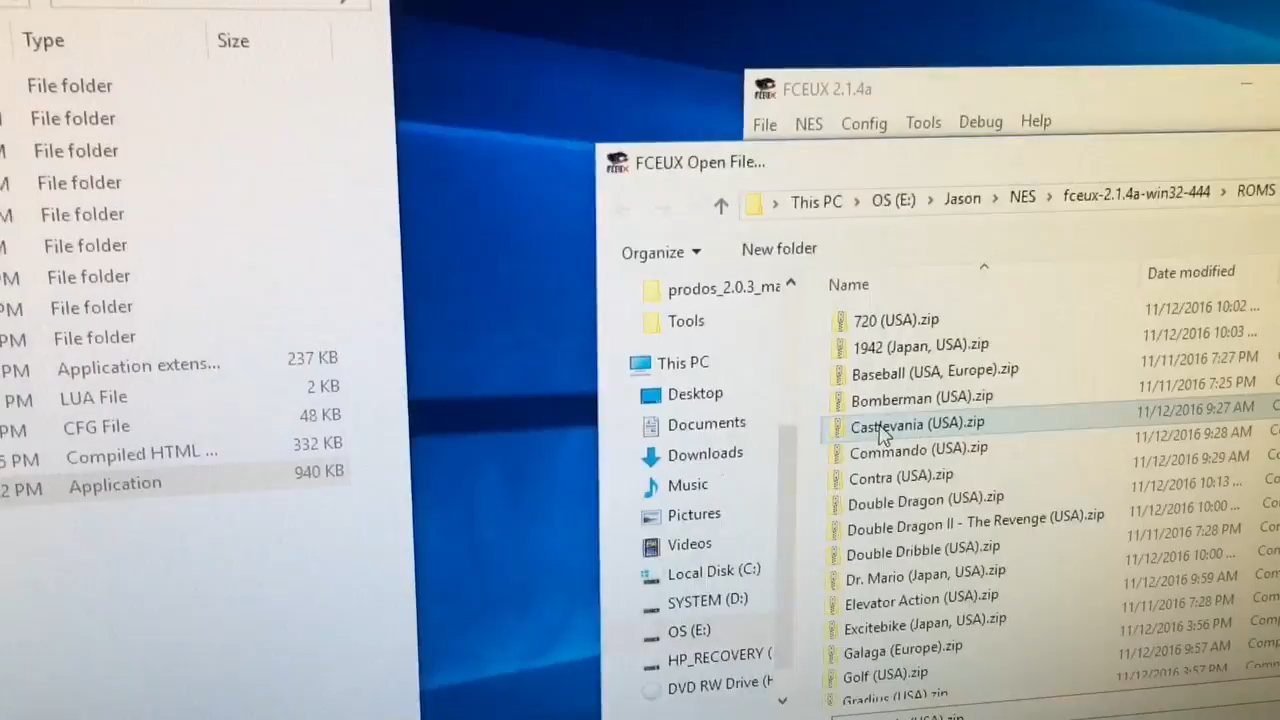 Type Size
File folder
File folder
File folder
File folder
File folder
File folder
PM File folder
PM File folder
PM File folder
PM Application extens... 237 KB
PM LUA File 2 KB
PM CFG File 48 KB
5 PM Compiled HTML ... 332 KB
2 PM Application 940 KB
FCEUX 2.1.4a
File NES Config Tools Debug Help
FCEUX Open File...
This PC > OS (E:) > Jason > NES > fceux-2.1.4a-win32-444 > ROMS
Organize New folder
prodos_2.0.3_ma
Tools
This PC
Desktop
Documents
Downloads
Music
Pictures
Videos
Local Disk (C:)
SYSTEM (D:)
OS (E:)
HP_RECOVERY (
DVD RW Drive (H
Name Date modified
720 (USA).zip 11/12/2016 10:02 ...
1942 (Japan, USA).zip 11/12/2016 10:03 ...
Baseball (USA, Europe).zip 11/11/2016 7:27 PM
Bomberman (USA).zip 11/11/2016 7:25 PM
Castlevania (USA).zip 11/12/2016 9:27 AM
Commando (USA).zip 11/12/2016 9:28 AM
Contra (USA).zip 11/12/2016 9:29 AM
Double Dragon (USA).zip 11/12/2016 10:13 ...
Double Dragon II - The Revenge (USA).zip 11/12/2016 10:00 ...
Double Dribble (USA).zip 11/11/2016 7:28 PM
Dr. Mario (Japan, USA).zip 11/12/2016 10:00 ...
Elevator Action (USA).zip 11/12/2016 9:59 AM
Excitebike (Japan, USA).zip 11/11/2016 7:28 PM
Galaga (Europe).zip 11/12/2016 3:56 PM
Golf (USA).zip 11/12/2016 9:57 AM
Gradius (USA).zip 11/12/2016 3:57 PM